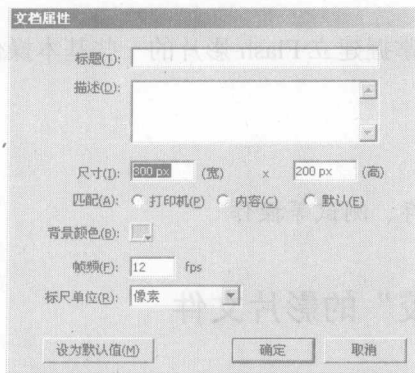 文档属性
标题(T):
描述(D):
尺寸(I): px (宽) x 200 px (高)
匹配(A): 打印机(P) 内容(C) 默认(E)
背景颜色(B):
帧频(F): 12 fps
标尺单位(R): 像素
设为默认值(M) 确定 取消